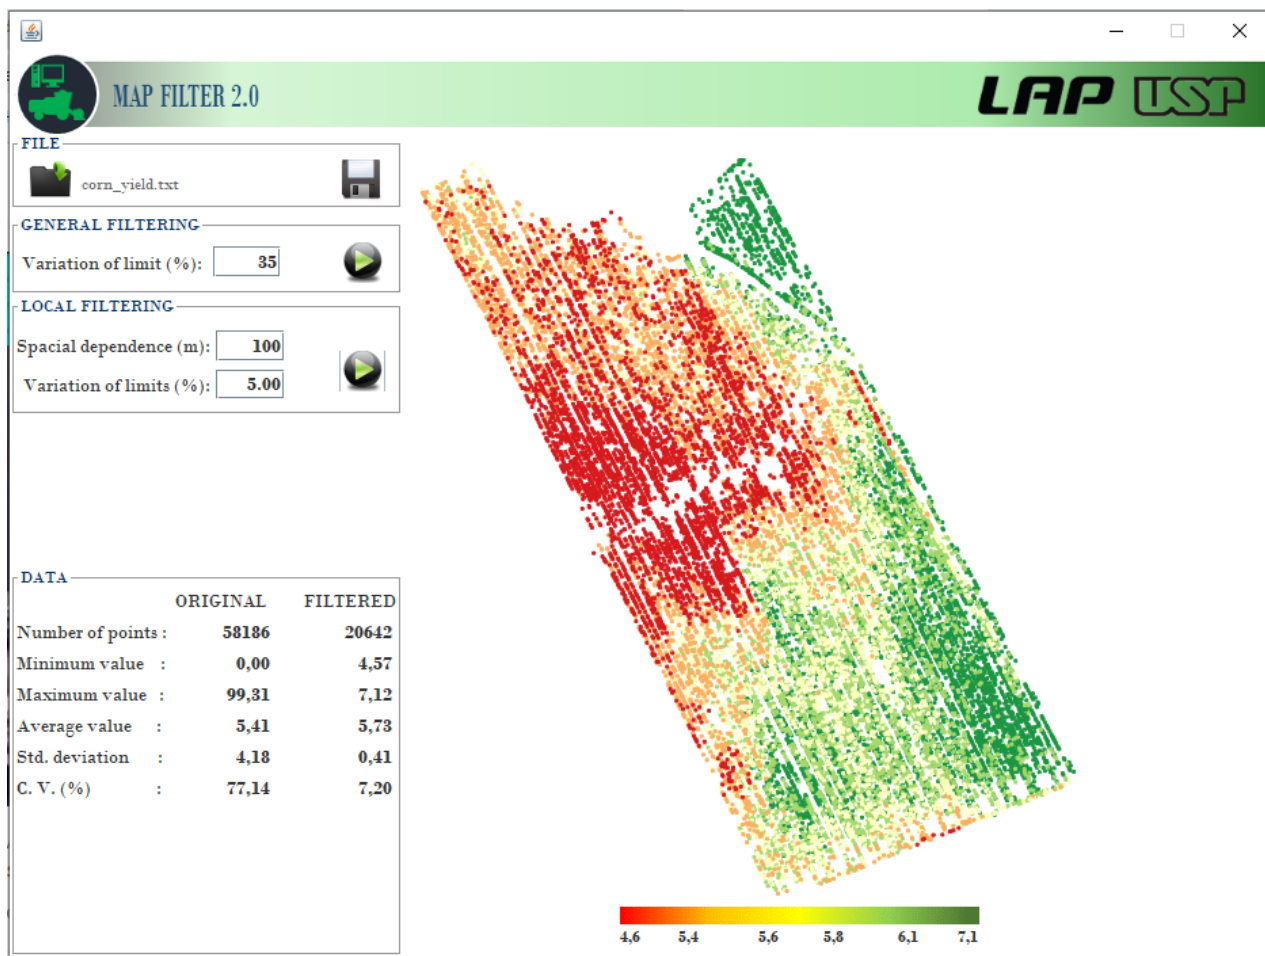 MAP FILTER 2.0
LAP USP
FILE
corn_yield.txt
GENERAL FILTERING
Variation of limit (%): 35
LOCAL FILTERING
Spacial dependence (m): 100
Variation of limits (%): 5.00
DATA
ORIGINAL FILTERED
Number of points : 58186 20642
Minimum value : 0,00 4,57
Maximum value : 99,31 7,12
Average value : 5,41 5,73
Std. deviation : 4,18 0,41
C. V. (%) : 77,14 7,20
4,6 5,4 5,6 5,8 6,1 7,1